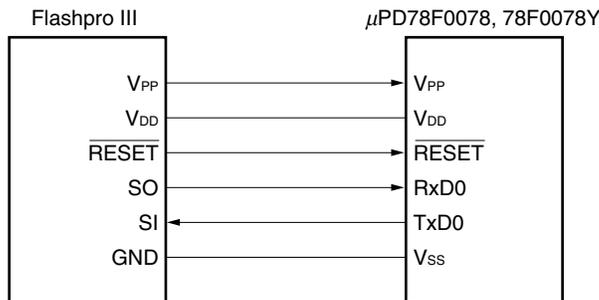 Flashpro III μPD78F0078, 78F0078Y
VPP VPP
VDD VDD
RESET RESET
SO RxD0
SI TxD0
GND VSS